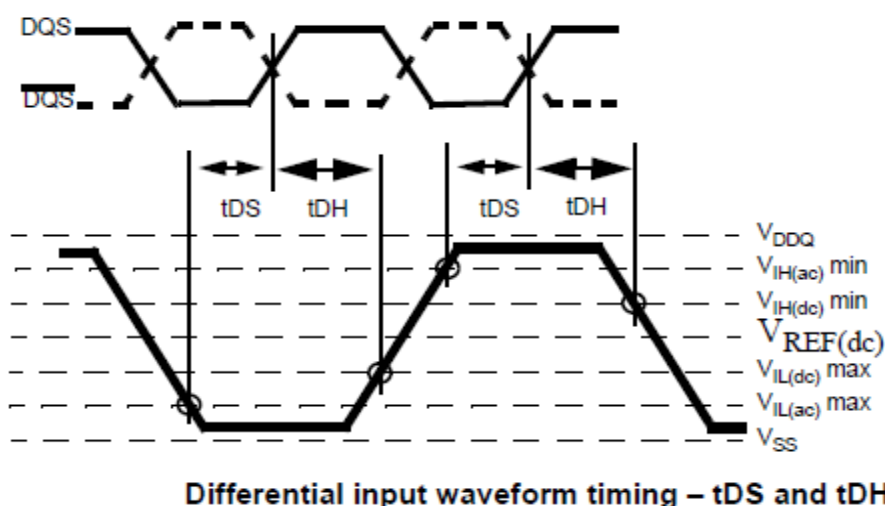 DQS
DQS
tDS tDH tDS tDH
VDDQ
VIH(ac) min
VIH(dc) min
VREF(dc)
VIL(dc) max
VIL(ac) max
VSS
Differential input waveform timing – tDS and tDH